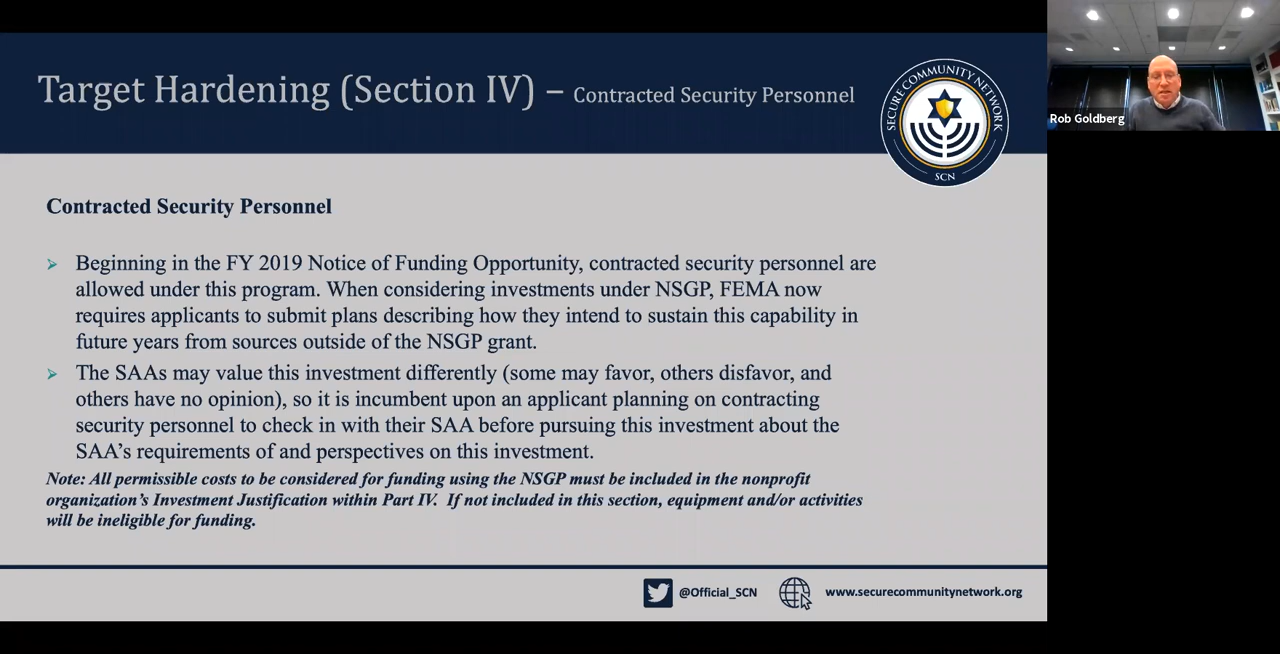 Target Hardening (Section IV) – Contracted Security Personnel
SECURE COMMUNITY NETWORK
SCN
Rob Goldberg
Contracted Security Personnel
Beginning in the FY 2019 Notice of Funding Opportunity, contracted security personnel are
allowed under this program. When considering investments under NSGP, FEMA now
requires applicants to submit plans describing how they intend to sustain this capability in
future years from sources outside of the NSGP grant.
The SAAs may value this investment differently (some may favor, others disfavor, and
others have no opinion), so it is incumbent upon an applicant planning on contracting
security personnel to check in with their SAA before pursuing this investment about the
SAA’s requirements of and perspectives on this investment.
Note: All permissible costs to be considered for funding using the NSGP must be included in the nonprofit
organization’s Investment Justification within Part IV. If not included in this section, equipment and/or activities
will be ineligible for funding.
@Official_SCN
www.securecommunitynetwork.org